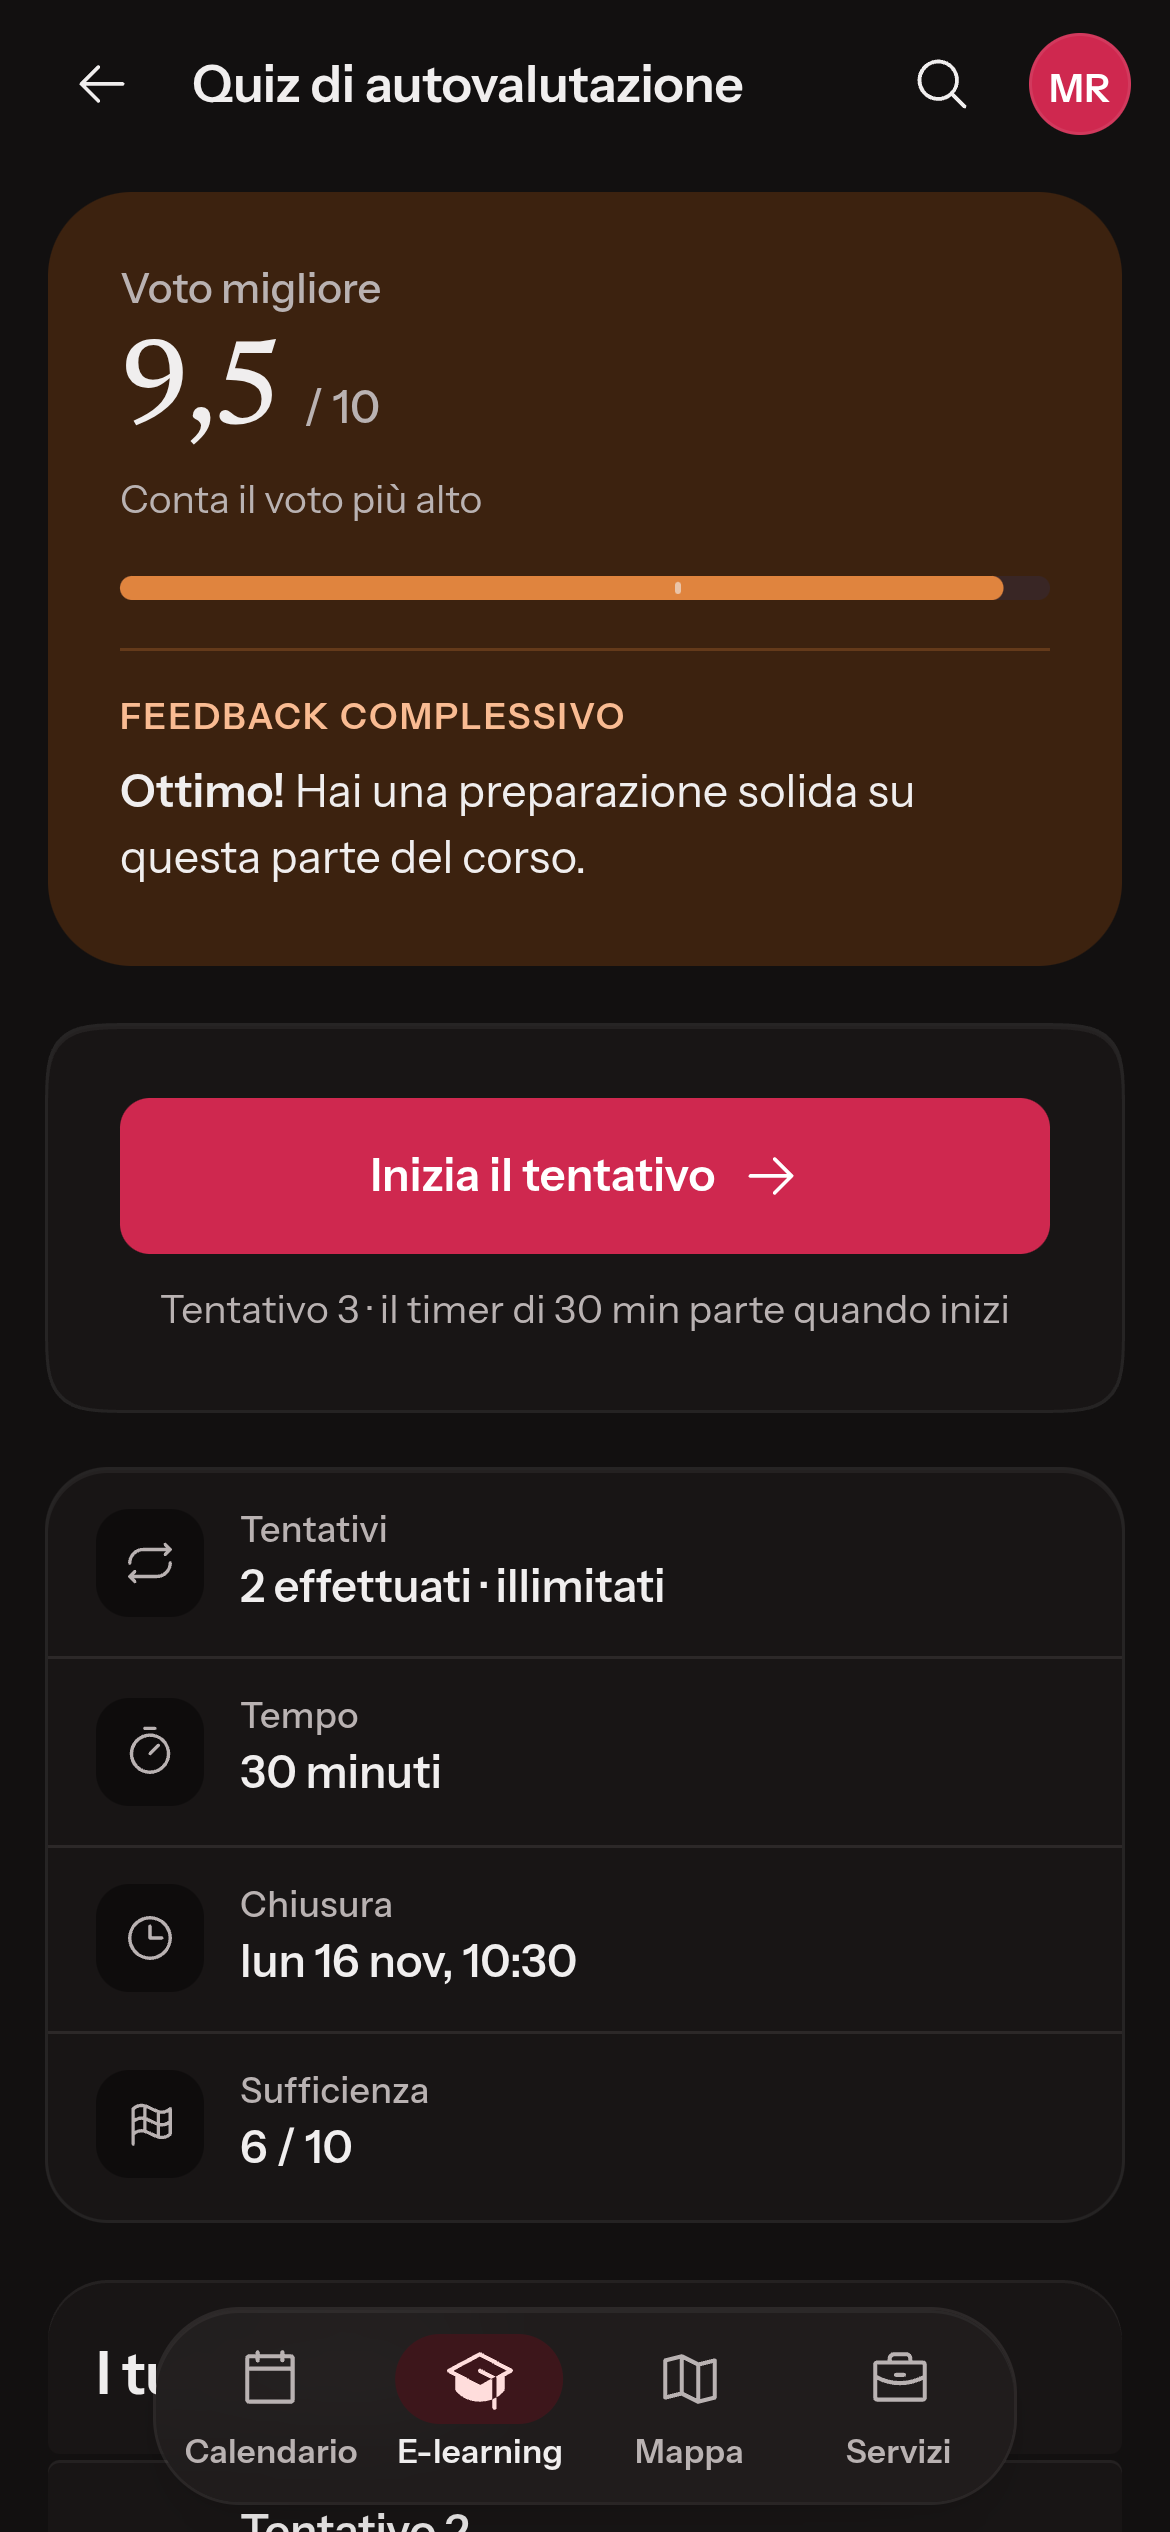 Quiz di autovalutazione
MR
Voto migliore
9,5 / 10
Conta il voto più alto
FEEDBACK COMPLESSIVO
Ottimo! Hai una preparazione solida su
questa parte del corso.
Inizia il tentativo
Tentativo 3 · il timer di 30 min parte quando inizi
Tentativi
2 effettuati · illimitati
Tempo
30 minuti
Chiusura
lun 16 nov, 10:30
Sufficienza
6 / 10
I
Calendario
E-learning
Mappa
Servizi
Tentativo 2